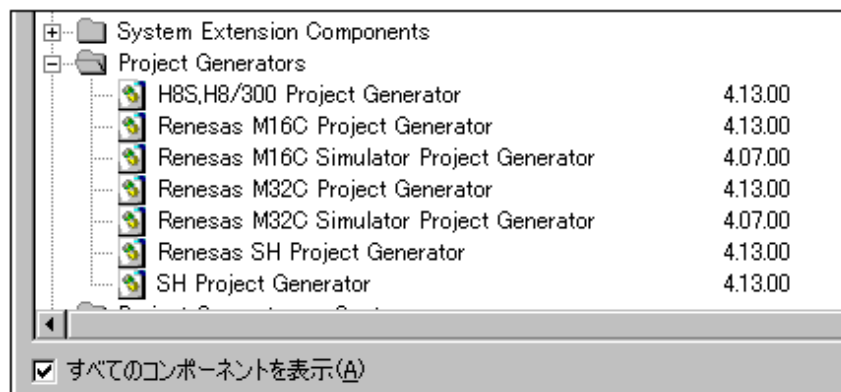 System Extension Components
Project Generators
H8S,H8/300 Project Generator 4.13.00
Renesas M16C Project Generator 4.13.00
Renesas M16C Simulator Project Generator 4.07.00
Renesas M32C Project Generator 4.13.00
Renesas M32C Simulator Project Generator 4.07.00
Renesas SH Project Generator 4.13.00
SH Project Generator 4.13.00
すべてのコンポーネントを表示(A)